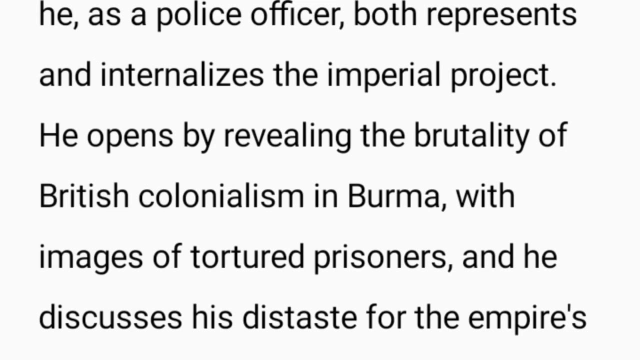 he, as a police officer, both represents
and internalizes the imperial project.
He opens by revealing the brutality of
British colonialism in Burma, with
images of tortured prisoners, and he
discusses his distaste for the empire's